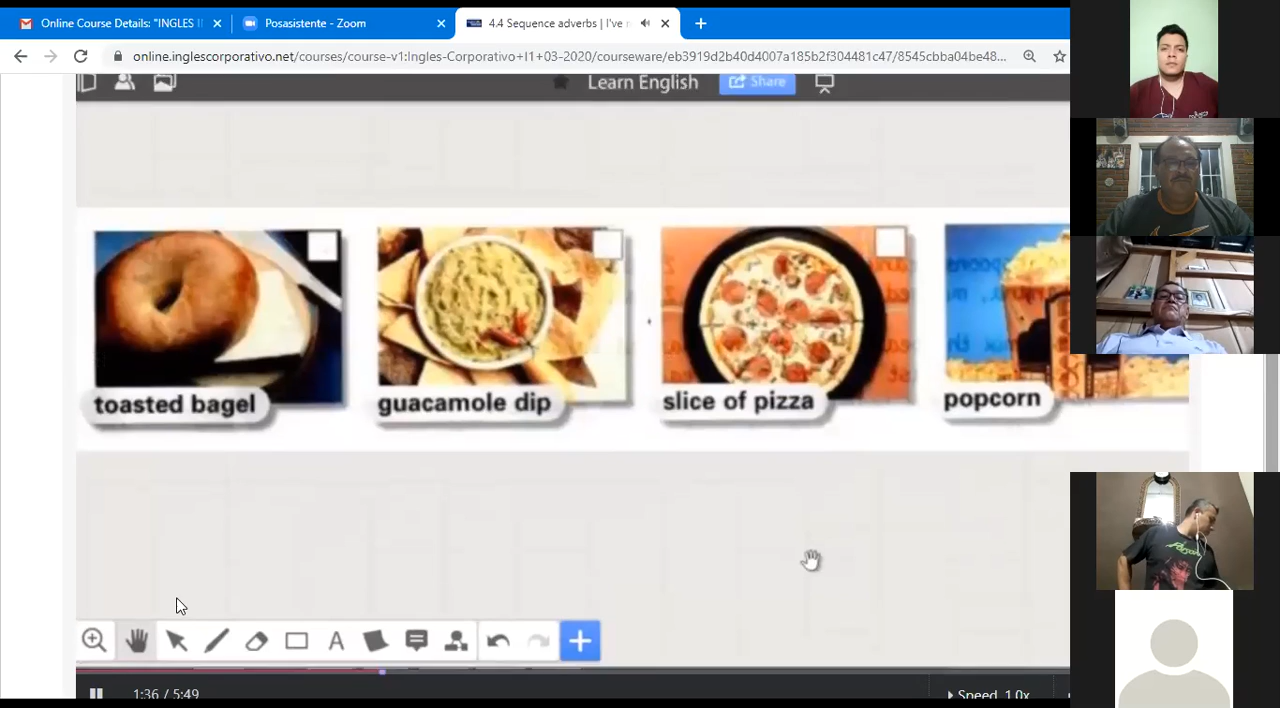 Online Course Details: "INGLES I
Posasistente - Zoom
4.4 Sequence adverbs | I've n
online.inglescorporativo.net/courses/course-v1:Ingles-Corporativo+I1+03-2020/courseware/eb3919d2b40d4007a185b2f304481c47/5545cbba04be48...
Learn English
Share
toasted bagel
guacamole dip
slice of pizza
popcorn
A
1:36 / 5:49
Speed 1.0x